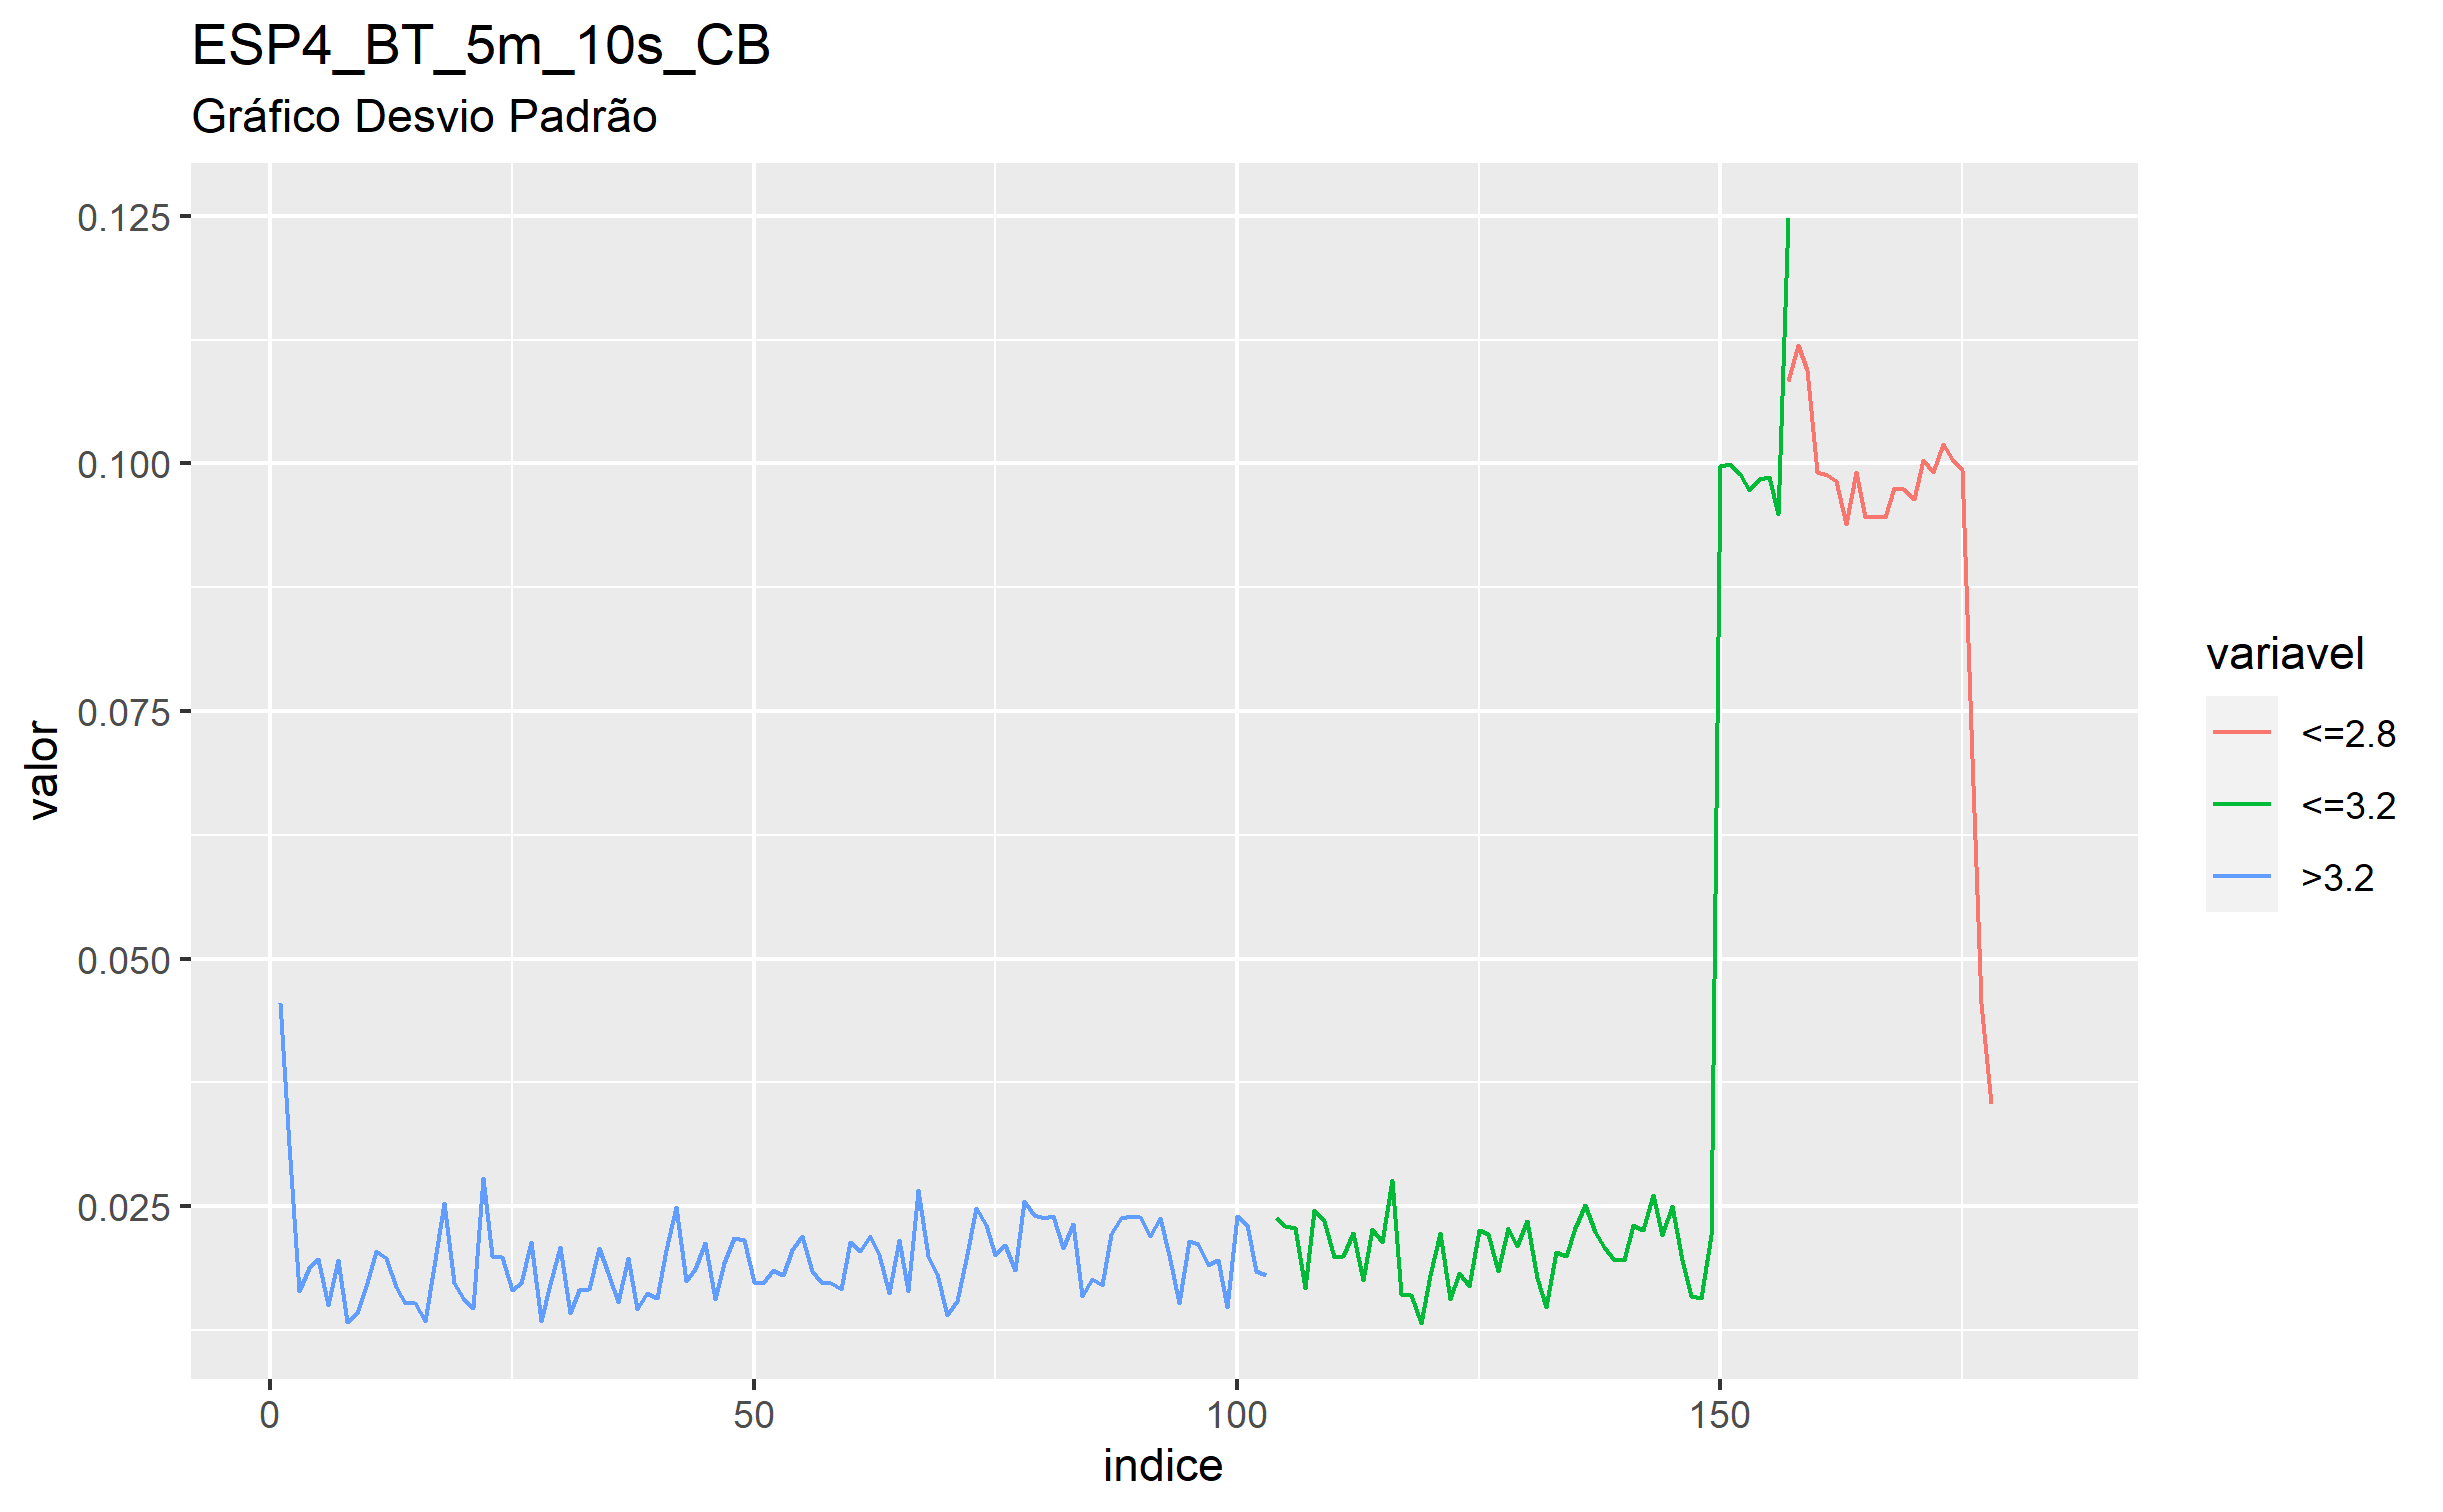 ESP4_BT_5m_10s_CB
Gráfico Desvio Padrão
0.125
0.100
0.075
0.050
0.025
valor
0 50 100 150
indice
variavel
<=2.8
<=3.2
>3.2